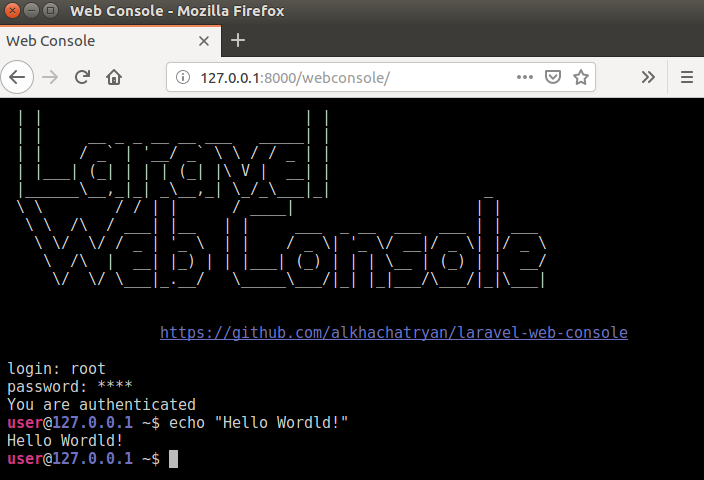 Web Console - Mozilla Firefox
Web Console
127.0.0.1:8000/webconsole/
Laravel
Web Console
https://github.com/alkhachatryan/laravel-web-console
login: root
password: ****
You are authenticated
user@127.0.0.1 ~$ echo "Hello Wordld!"
Hello Wordld!
user@127.0.0.1 ~$